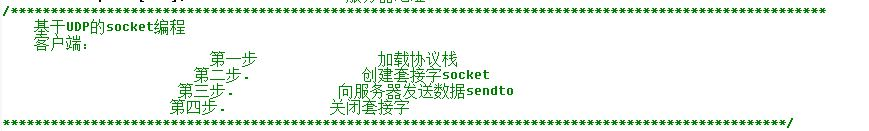 /******************************************************************************************************
基于UDP的socket编程
客户端：
第一步 加载协议栈
第二步. 创建套接字socket
第三步. 向服务器发送数据sendto
第四步. 关闭套接字
**************************************************************************************************/